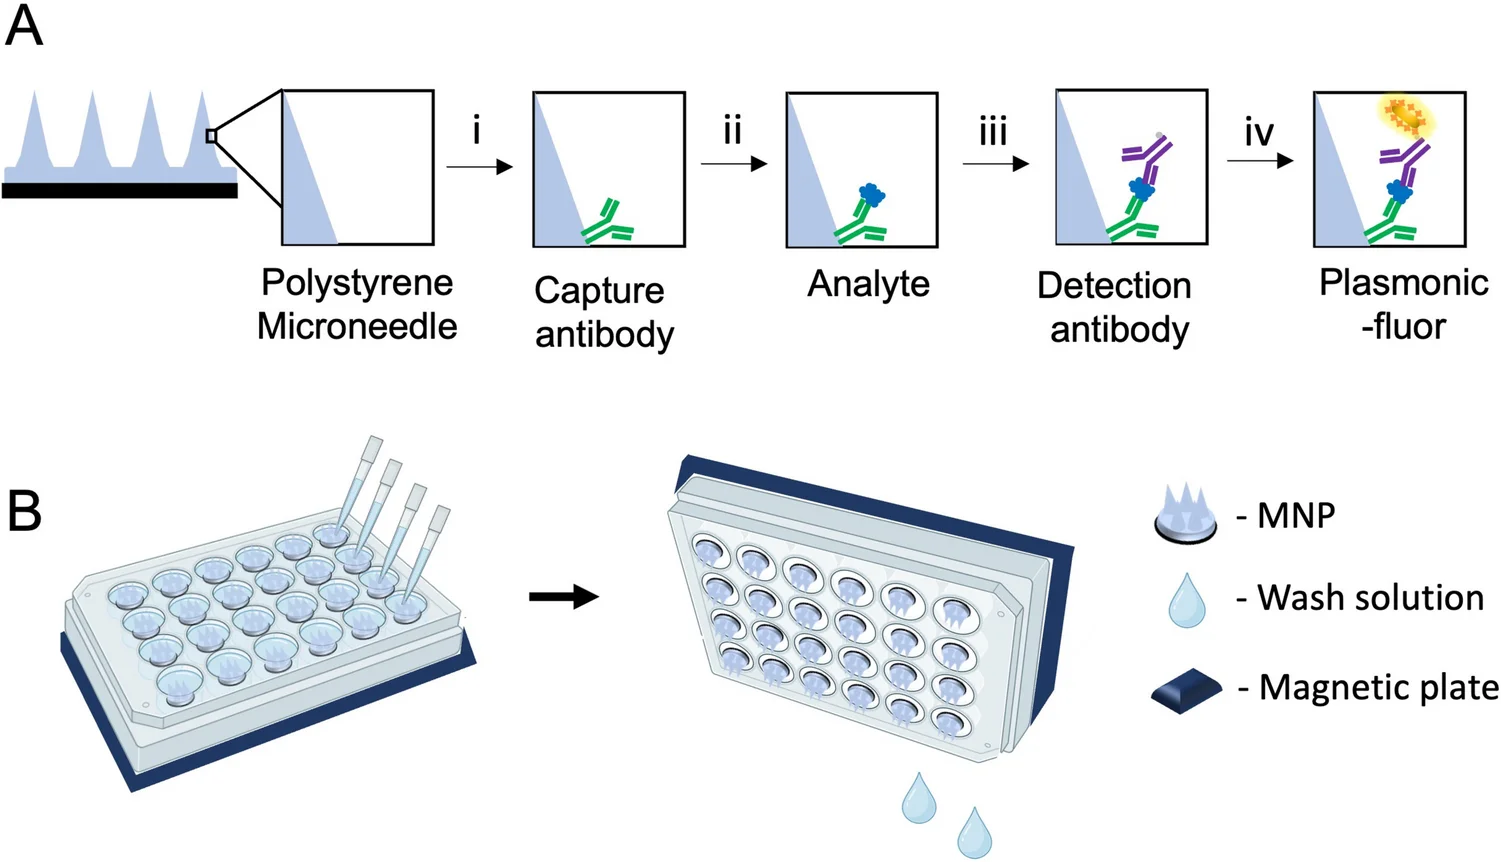 A
i
ii
iii
iv
Polystyrene
Microneedle
Capture
antibody
Analyte
Detection
antibody
Plasmonic
-fluor
B
- MNP
- Wash solution
- Magnetic plate